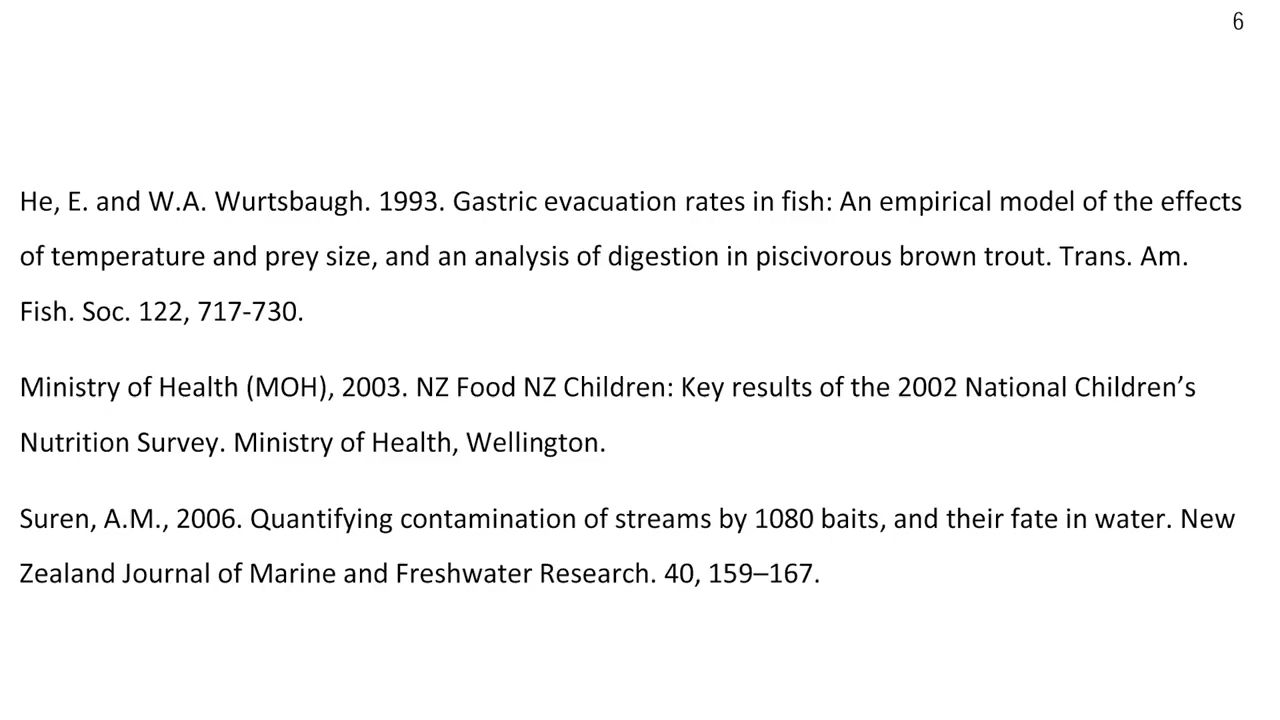 6
He, E. and W.A. Wurtsbaugh. 1993. Gastric evacuation rates in fish: An empirical model of the effects
of temperature and prey size, and an analysis of digestion in piscivorous brown trout. Trans. Am.
Fish. Soc. 122, 717-730.
Ministry of Health (MOH), 2003. NZ Food NZ Children: Key results of the 2002 National Children’s
Nutrition Survey. Ministry of Health, Wellington.
Suren, A.M., 2006. Quantifying contamination of streams by 1080 baits, and their fate in water. New
Zealand Journal of Marine and Freshwater Research. 40, 159–167.